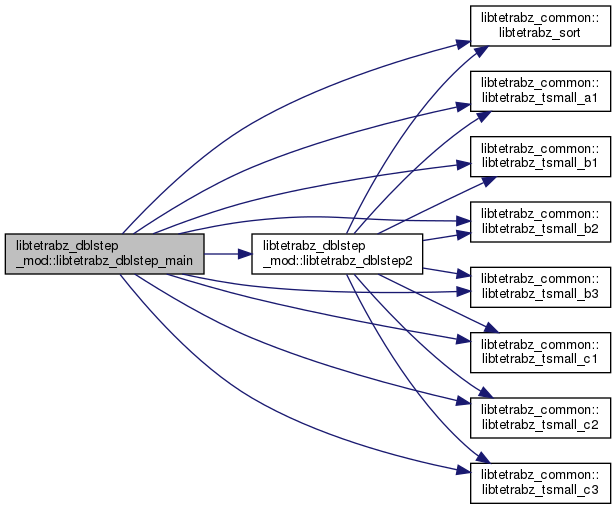 libtetrabz_dblstep
_mod::libtetrabz_dblstep_main
libtetrabz_dblstep
_mod::libtetrabz_dblstep2
libtetrabz_common::
libtetrabz_sort
libtetrabz_common::
libtetrabz_tsmall_a1
libtetrabz_common::
libtetrabz_tsmall_b1
libtetrabz_common::
libtetrabz_tsmall_b2
libtetrabz_common::
libtetrabz_tsmall_b3
libtetrabz_common::
libtetrabz_tsmall_c1
libtetrabz_common::
libtetrabz_tsmall_c2
libtetrabz_common::
libtetrabz_tsmall_c3